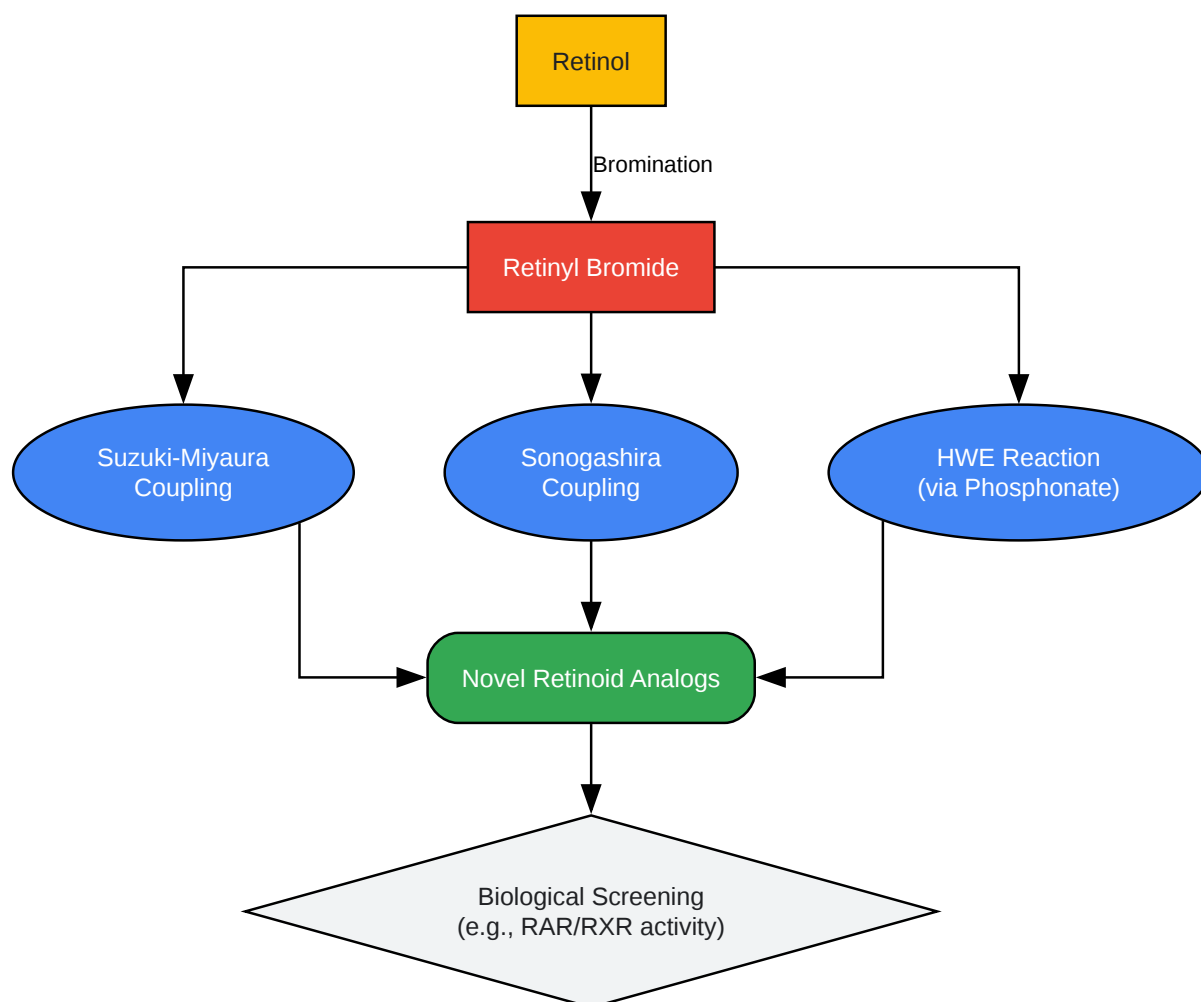 Retinol
Bromination
Retinyl Bromide
Suzuki-Miyaura
Coupling
Sonogashira
Coupling
HWE Reaction
(via Phosphonate)
Novel Retinoid Analogs
Biological Screening
(e.g., RAR/RXR activity)